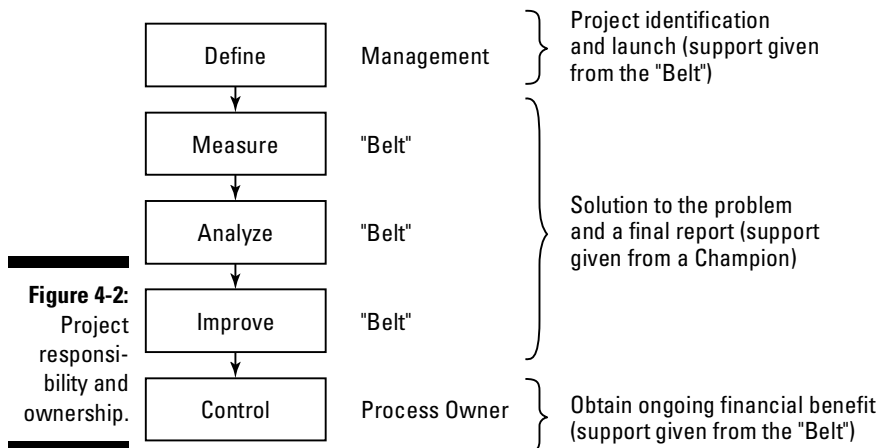 Define
Management
Project identification
and launch (support given
from the "Belt")
Measure
"Belt"
Analyze
"Belt"
Solution to the problem
and a final report (support
given from a Champion)
Improve
"Belt"
Control
Process Owner
Obtain ongoing financial benefit
(support given from the "Belt")
Figure 4-2:
Project
responsi-
bility and
ownership.